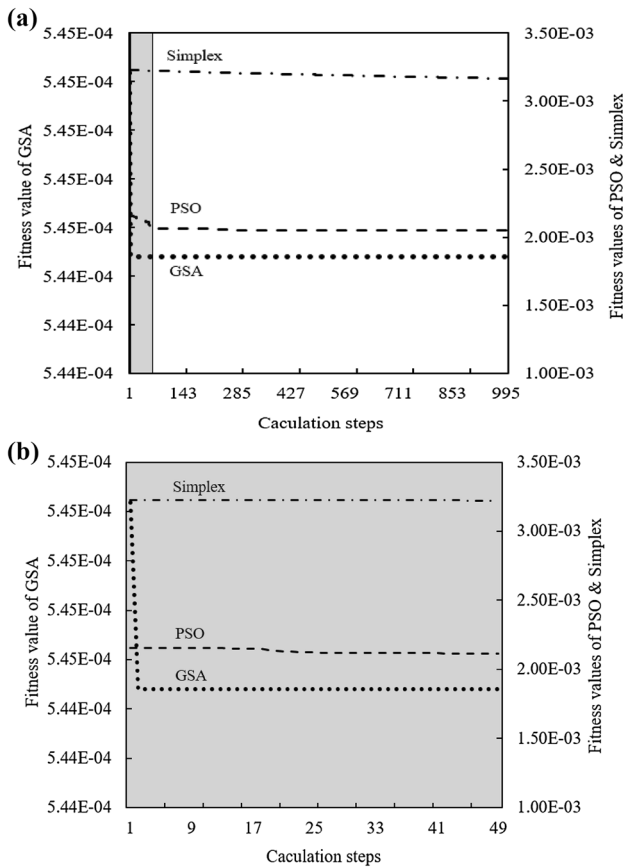 (a)
5.45E-04
5.45E-04
5.45E-04
5.45E-04
5.45E-04
5.44E-04
5.44E-04
5.44E-04
Fitness value of GSA
Simplex
PSO
GSA
3.50E-03
3.00E-03
2.50E-03
2.00E-03
1.50E-03
1.00E-03
Fitness values of PSO & Simplex
1 143 285 427 569 711 853 995
Caculation steps
(b)
5.45E-04
5.45E-04
5.45E-04
5.45E-04
5.45E-04
5.44E-04
5.44E-04
5.44E-04
Fitness value of GSA
Simplex
PSO
GSA
3.50E-03
3.00E-03
2.50E-03
2.00E-03
1.50E-03
1.00E-03
Fitness values of PSO & Simplex
1 9 17 25 33 41 49
Caculation steps